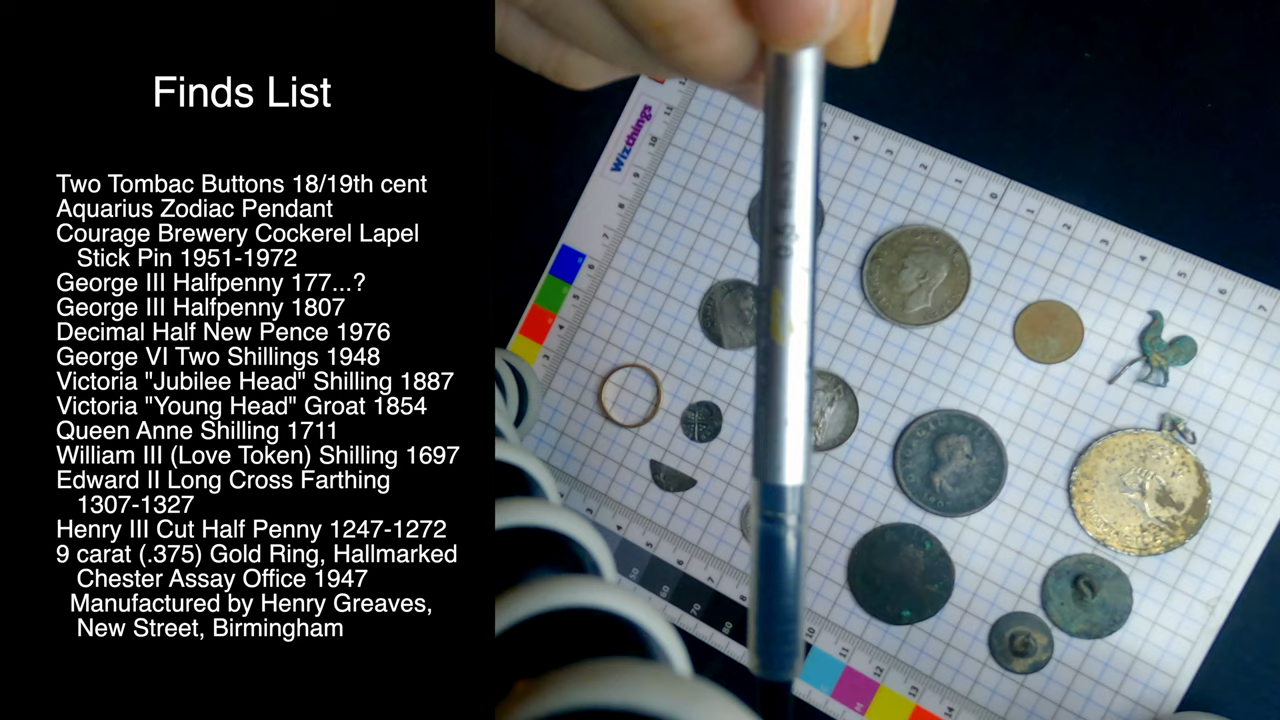 Finds List
Two Tombac Buttons 18/19th cent
Aquarius Zodiac Pendant
Courage Brewery Cockerel Lapel
Stick Pin 1951-1972
George III Halfpenny 177...?
George III Halfpenny 1807
Decimal Half New Pence 1976
George VI Two Shillings 1948
Victoria "Jubilee Head" Shilling 1887
Victoria "Young Head" Groat 1854
Queen Anne Shilling 1711
William III (Love Token) Shilling 1697
Edward II Long Cross Farthing
1307-1327
Henry III Cut Half Penny 1247-1272
9 carat (.375) Gold Ring, Hallmarked
Chester Assay Office 1947
Manufactured by Henry Greaves,
New Street, Birmingham
Wizthings